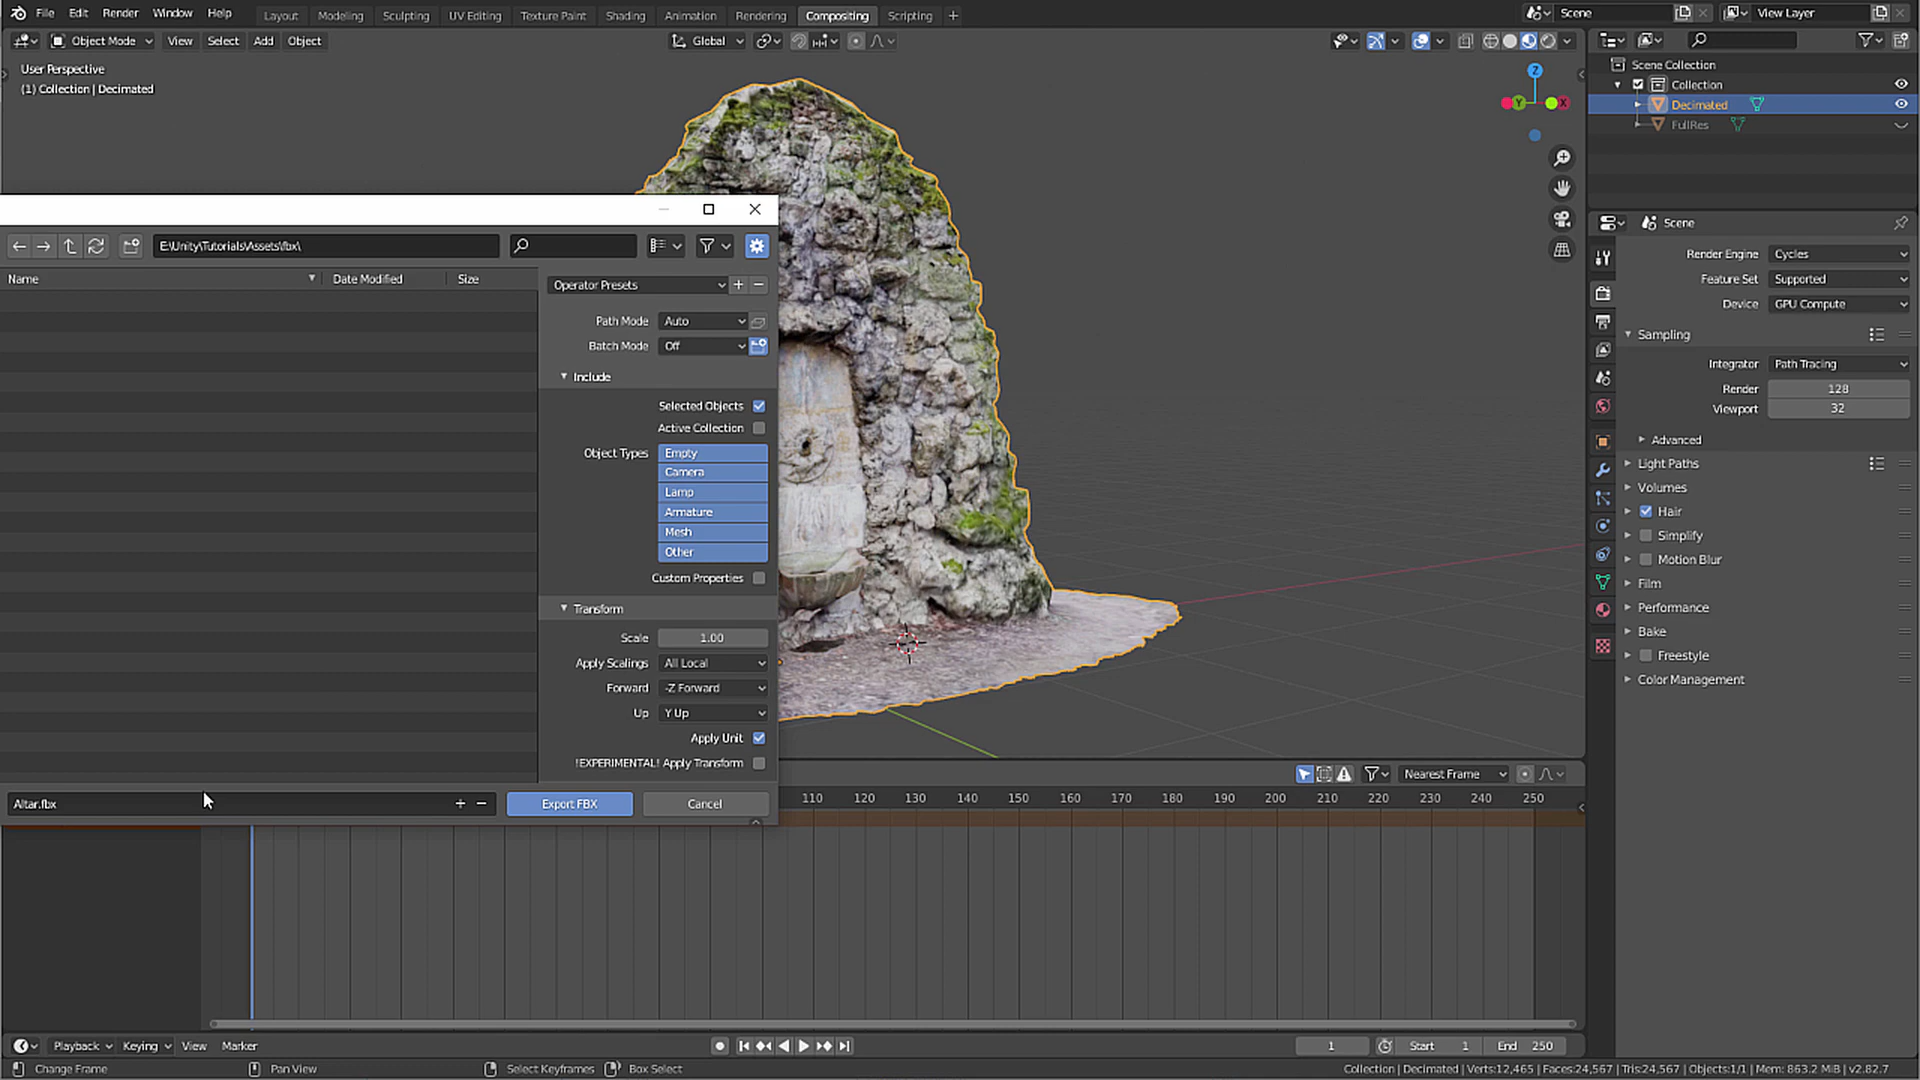 File Edit Render Window Help Layout Modeling Sculpting UV Editing Texture Paint Shading Animation Rendering Compositing Scripting + Scene View Layer
Object Mode View Select Add Object Global
User Perspective
(1) Collection | Decimated
Scene Collection
Collection
Decimated
FullRes
Z
Y
X
E:\Unity\Tutorials\Assets\fbx\
Name Date Modified Size
Operator Presets
Path Mode Auto
Batch Mode Off
Include
Selected Objects
Active Collection
Object Types Empty
Camera
Lamp
Armature
Mesh
Other
Custom Properties
Transform
Scale 1.00
Apply Scalings All Local
Forward -Z Forward
Up Y Up
Apply Unit
!EXPERIMENTAL! Apply Transform
Altar.fbx + − Export FBX Cancel
Scene
Render Engine Cycles
Feature Set Supported
Device GPU Compute
Sampling
Integrator Path Tracing
Render 128
Viewport 32
Advanced
Light Paths
Volumes
Hair
Simplify
Motion Blur
Film
Performance
Bake
Freestyle
Color Management
Nearest Frame
110 120 130 140 150 160 170 180 190 200 210 220 230 240 250
Playback Keying View Marker 1 Start 1 End 250
Change Frame Pan View Select Keyframes Box Select Collection | Decimated | Verts:12,465 | Faces:24,567 | Tris:24,567 | Objects:1/1 | Mem: 863.2 MiB | v2.82.7